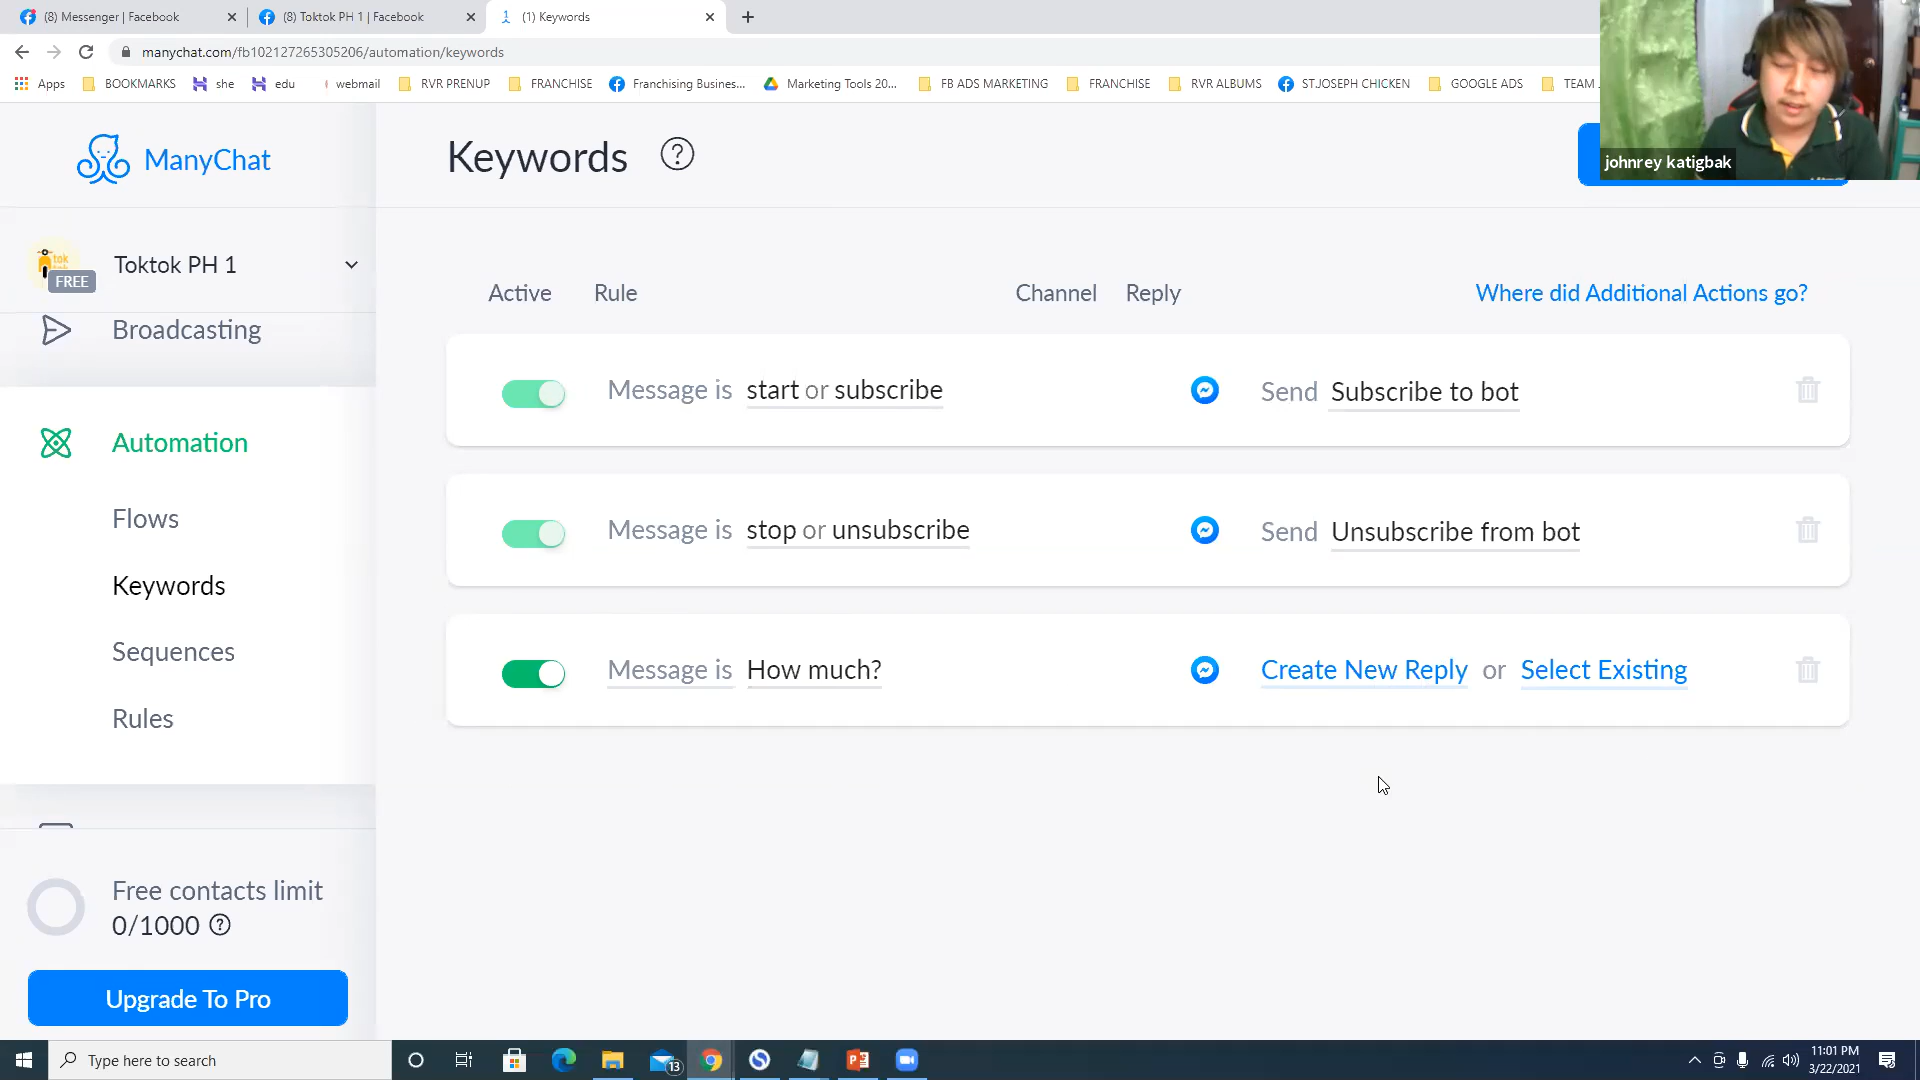 (8) Messenger | Facebook
(8) Toktok PH 1 | Facebook
(1) Keywords
manychat.com/fb102127265305206/automation/keywords
Apps
BOOKMARKS
she
edu
webmail
RVR PRENUP
FRANCHISE
Franchising Busines...
Marketing Tools 20...
FB ADS MARKETING
FRANCHISE
RVR ALBUMS
ST.JOSEPH CHICKEN
GOOGLE ADS
TEAM
johnrey katigbak
ManyChat
Keywords ?
tok
FREE
Toktok PH 1
Broadcasting
Automation
Flows
Keywords
Sequences
Rules
Free contacts limit
0/1000 ?
Upgrade To Pro
Active Rule Channel Reply Where did Additional Actions go?
Message is start or subscribe Send Subscribe to bot
Message is stop or unsubscribe Send Unsubscribe from bot
Message is How much? Create New Reply or Select Existing
Type here to search
13
11:01 PM
3/22/2021